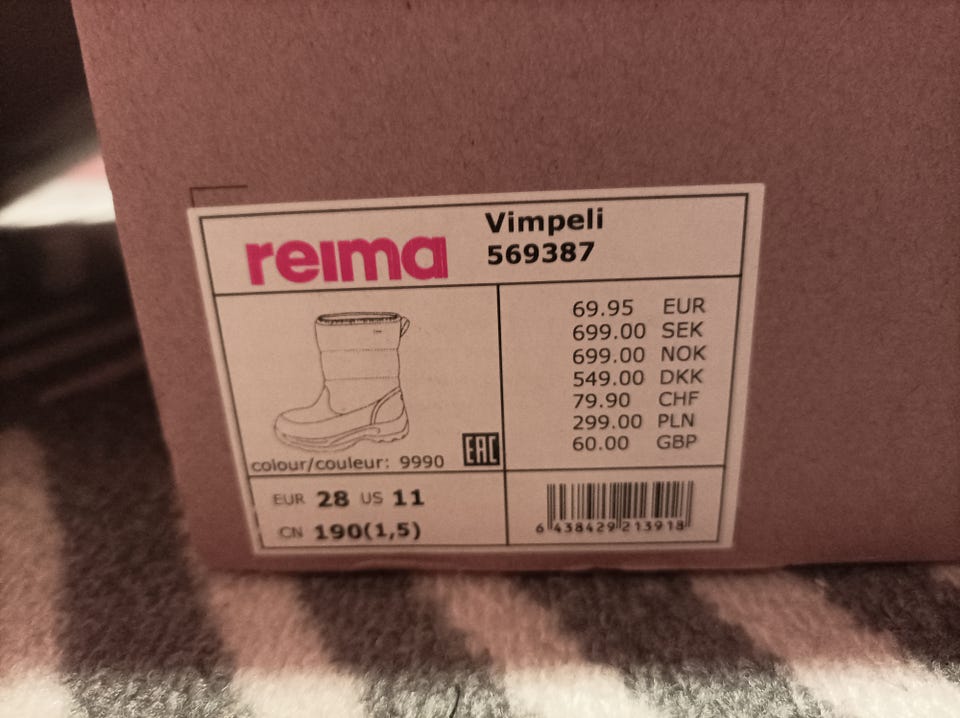 reima
Vimpeli
569387
69.95 EUR
699.00 SEK
699.00 NOK
549.00 DKK
79.90 CHF
299.00 PLN
60.00 GBP
colour/couleur: 9990
EAC
EUR 28 US 11
CN 190(1,5)
6 438429 213918